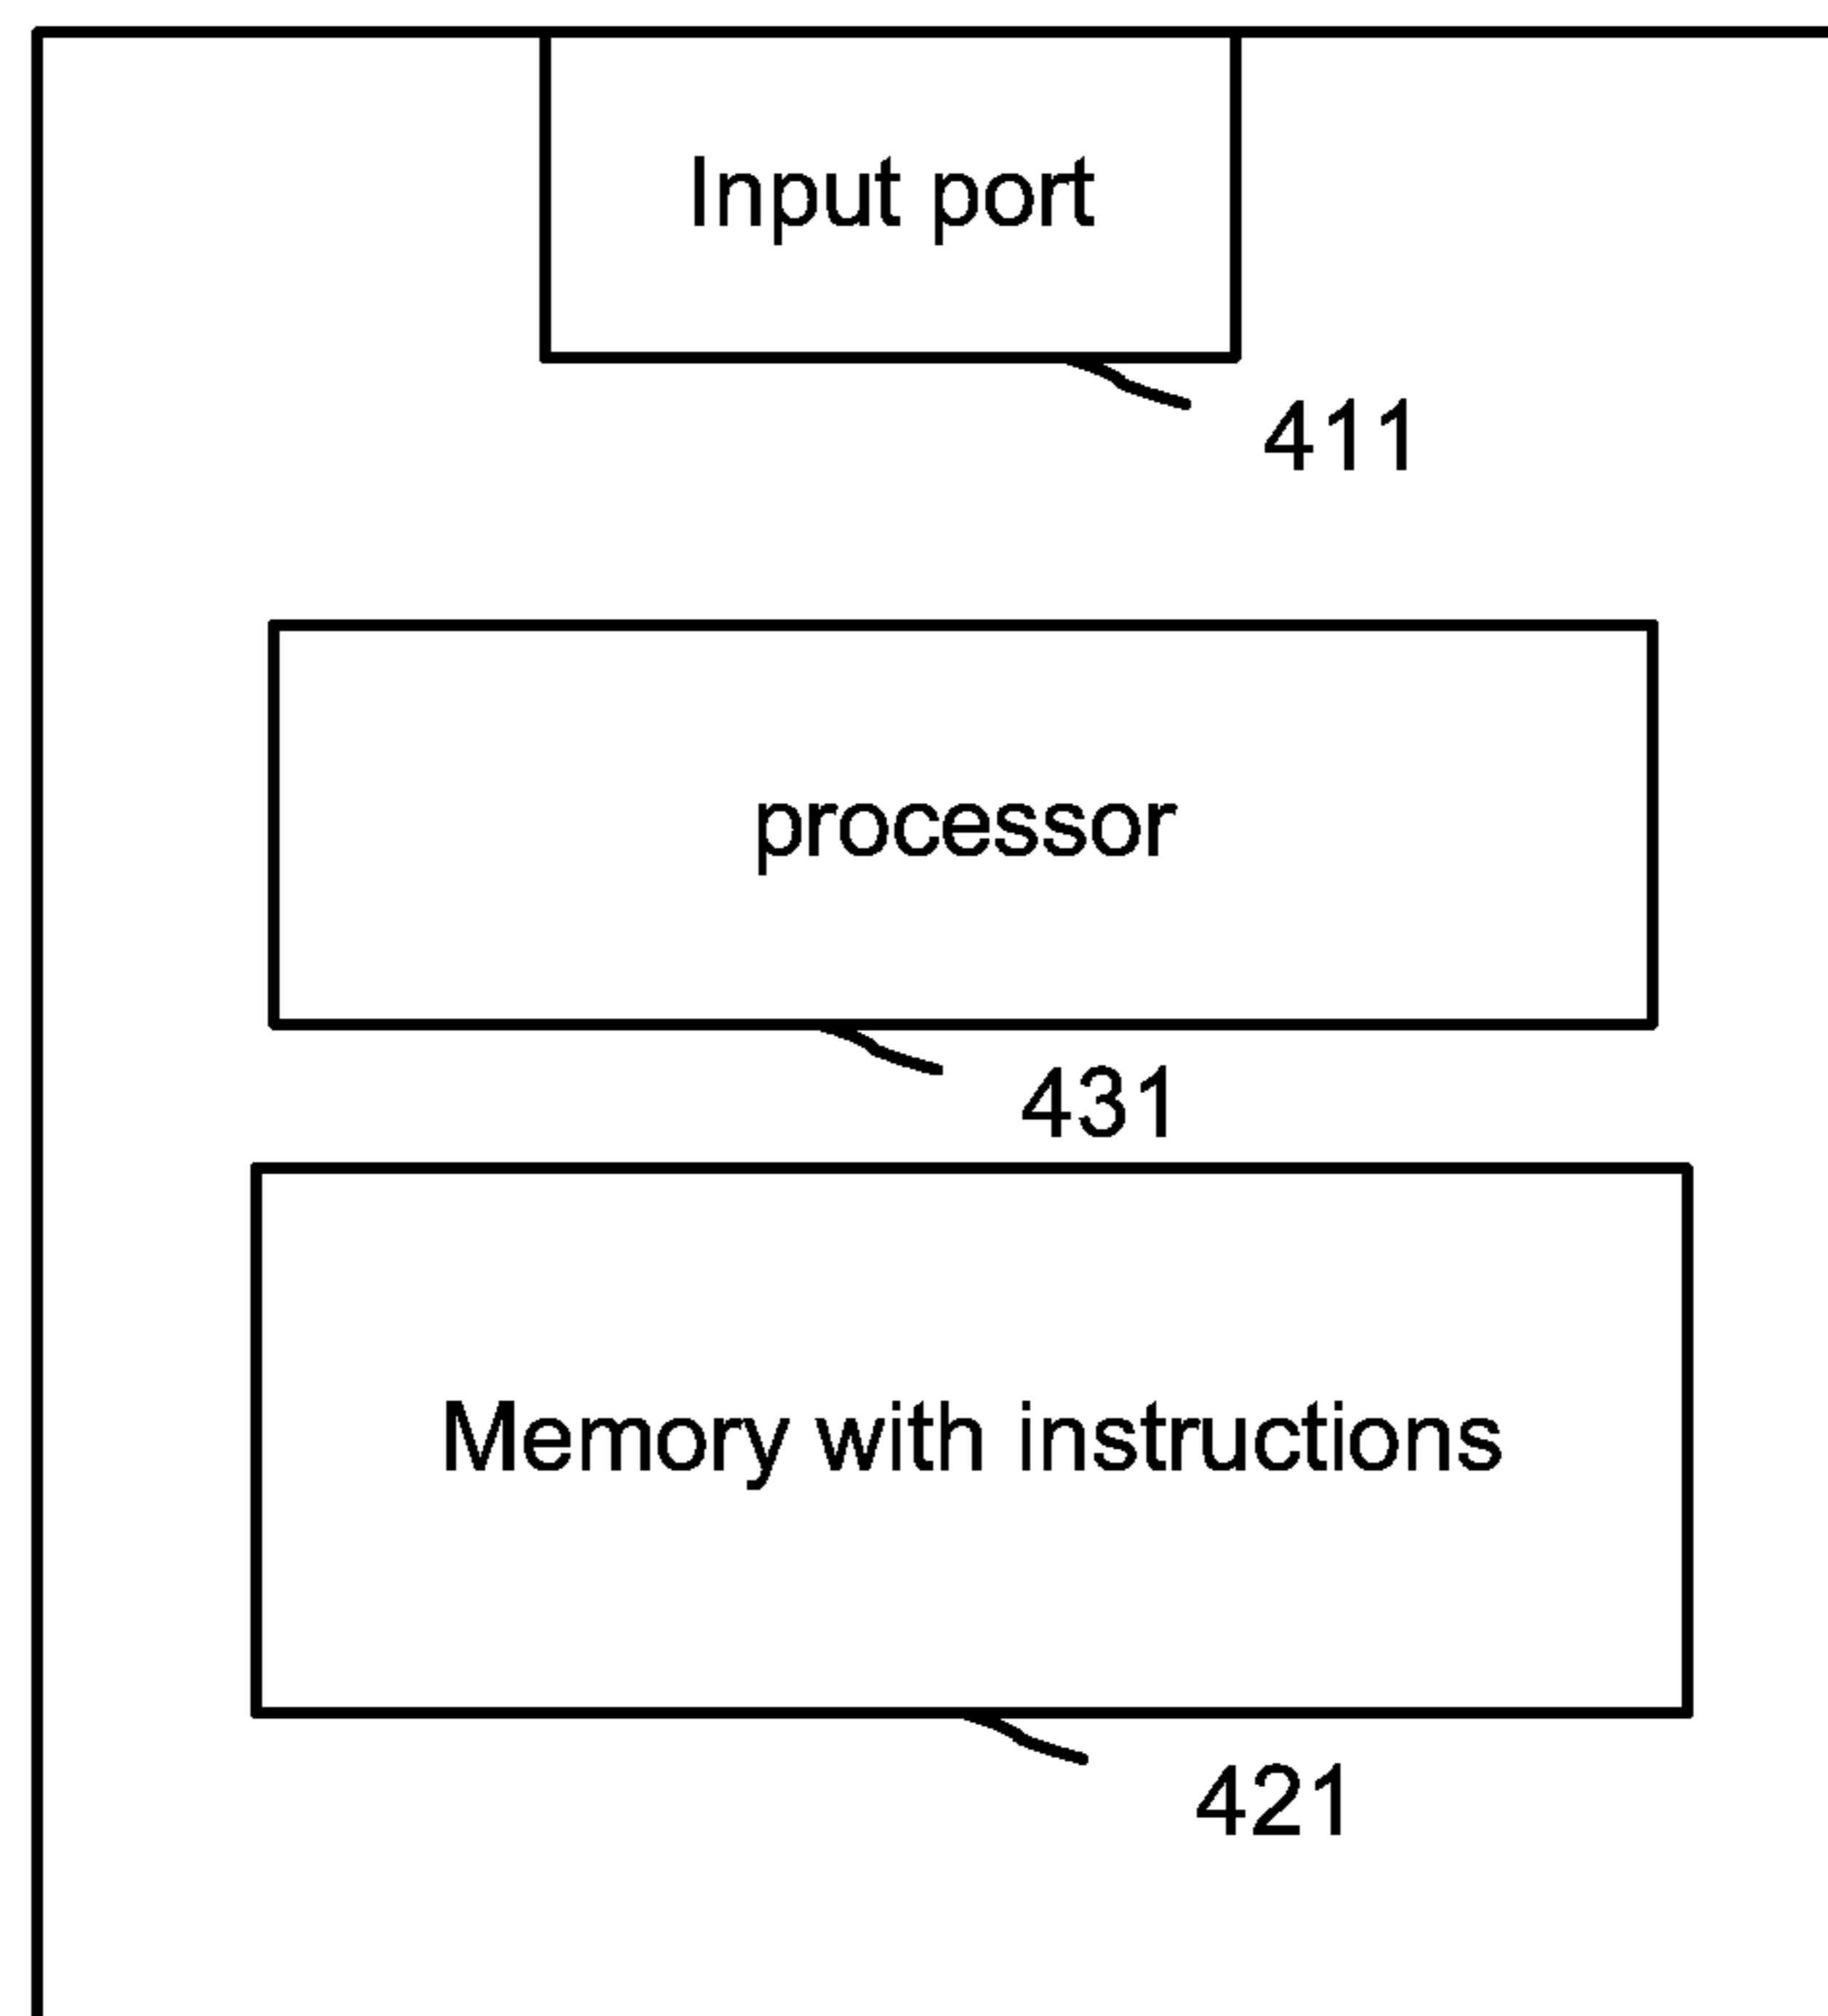 Input port
411
processor
431
Memory with instructions
421